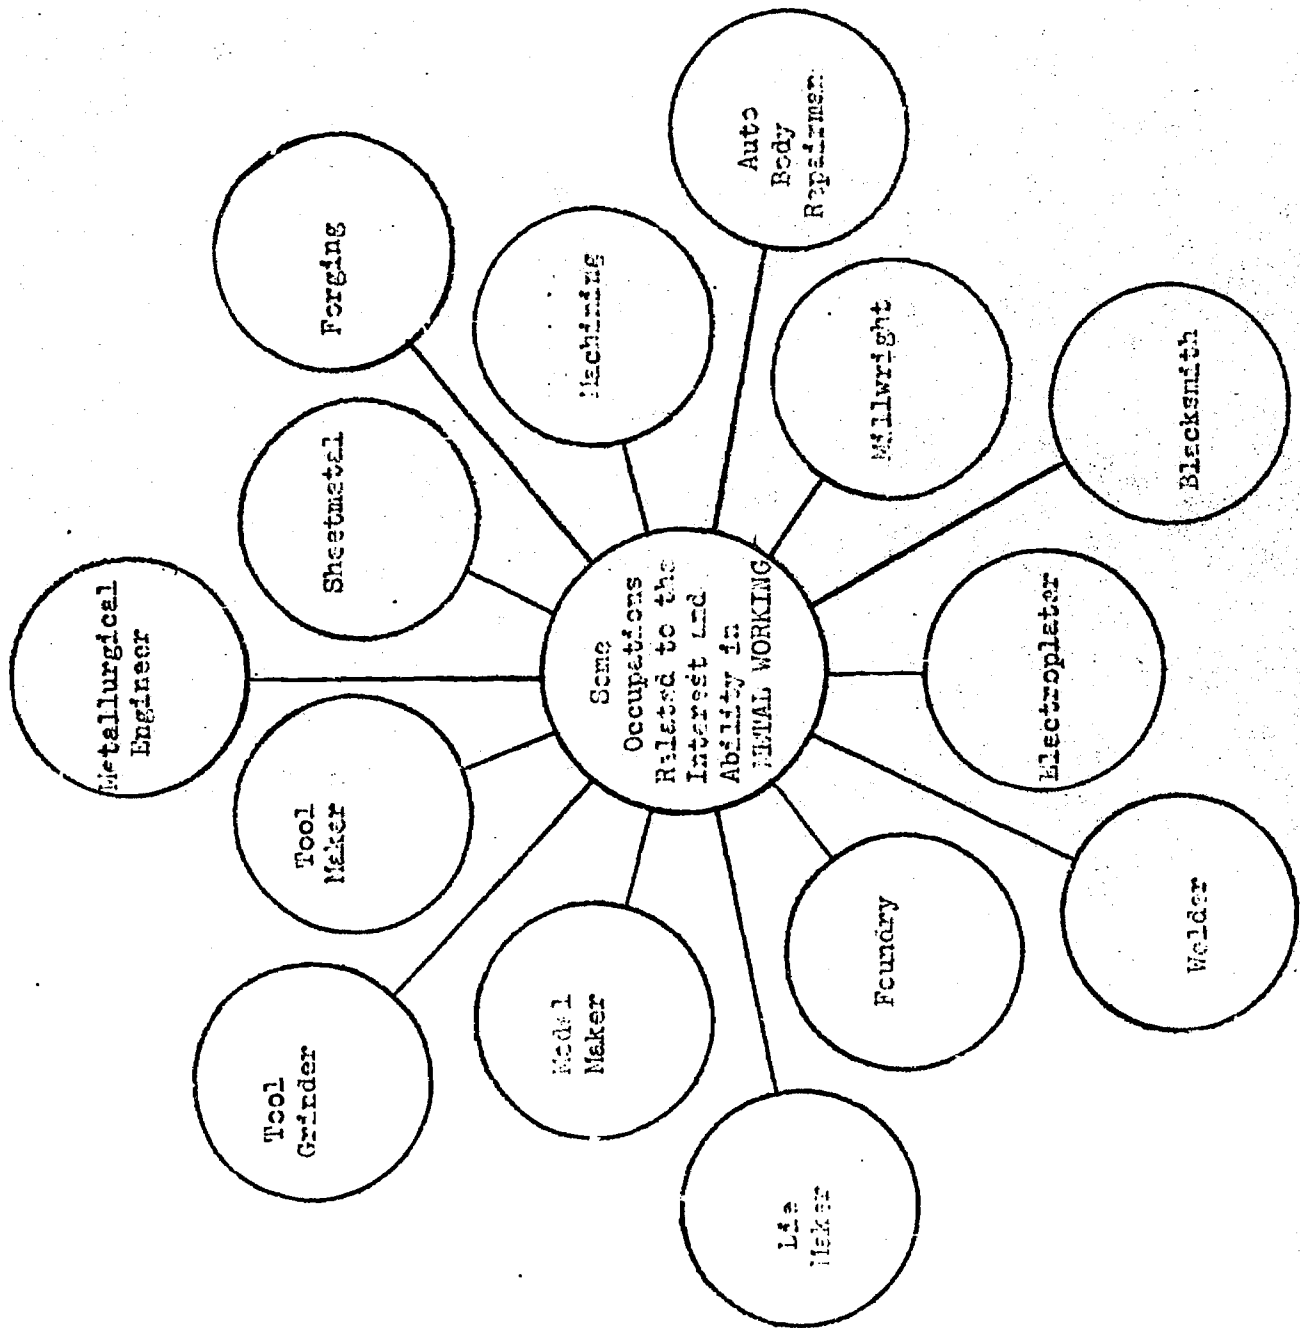 Metallurgical
Engineer
Tool
Grinder
Tool
Maker
Sheetmetal
Forging
Model
Maker
Machining
Some
Occupations
Related to the
Interest and
Ability in
METAL WORKING
Die
Maker
Auto
Body
Repairman
Foundry
Millwright
Electroplater
Welder
Blacksmith